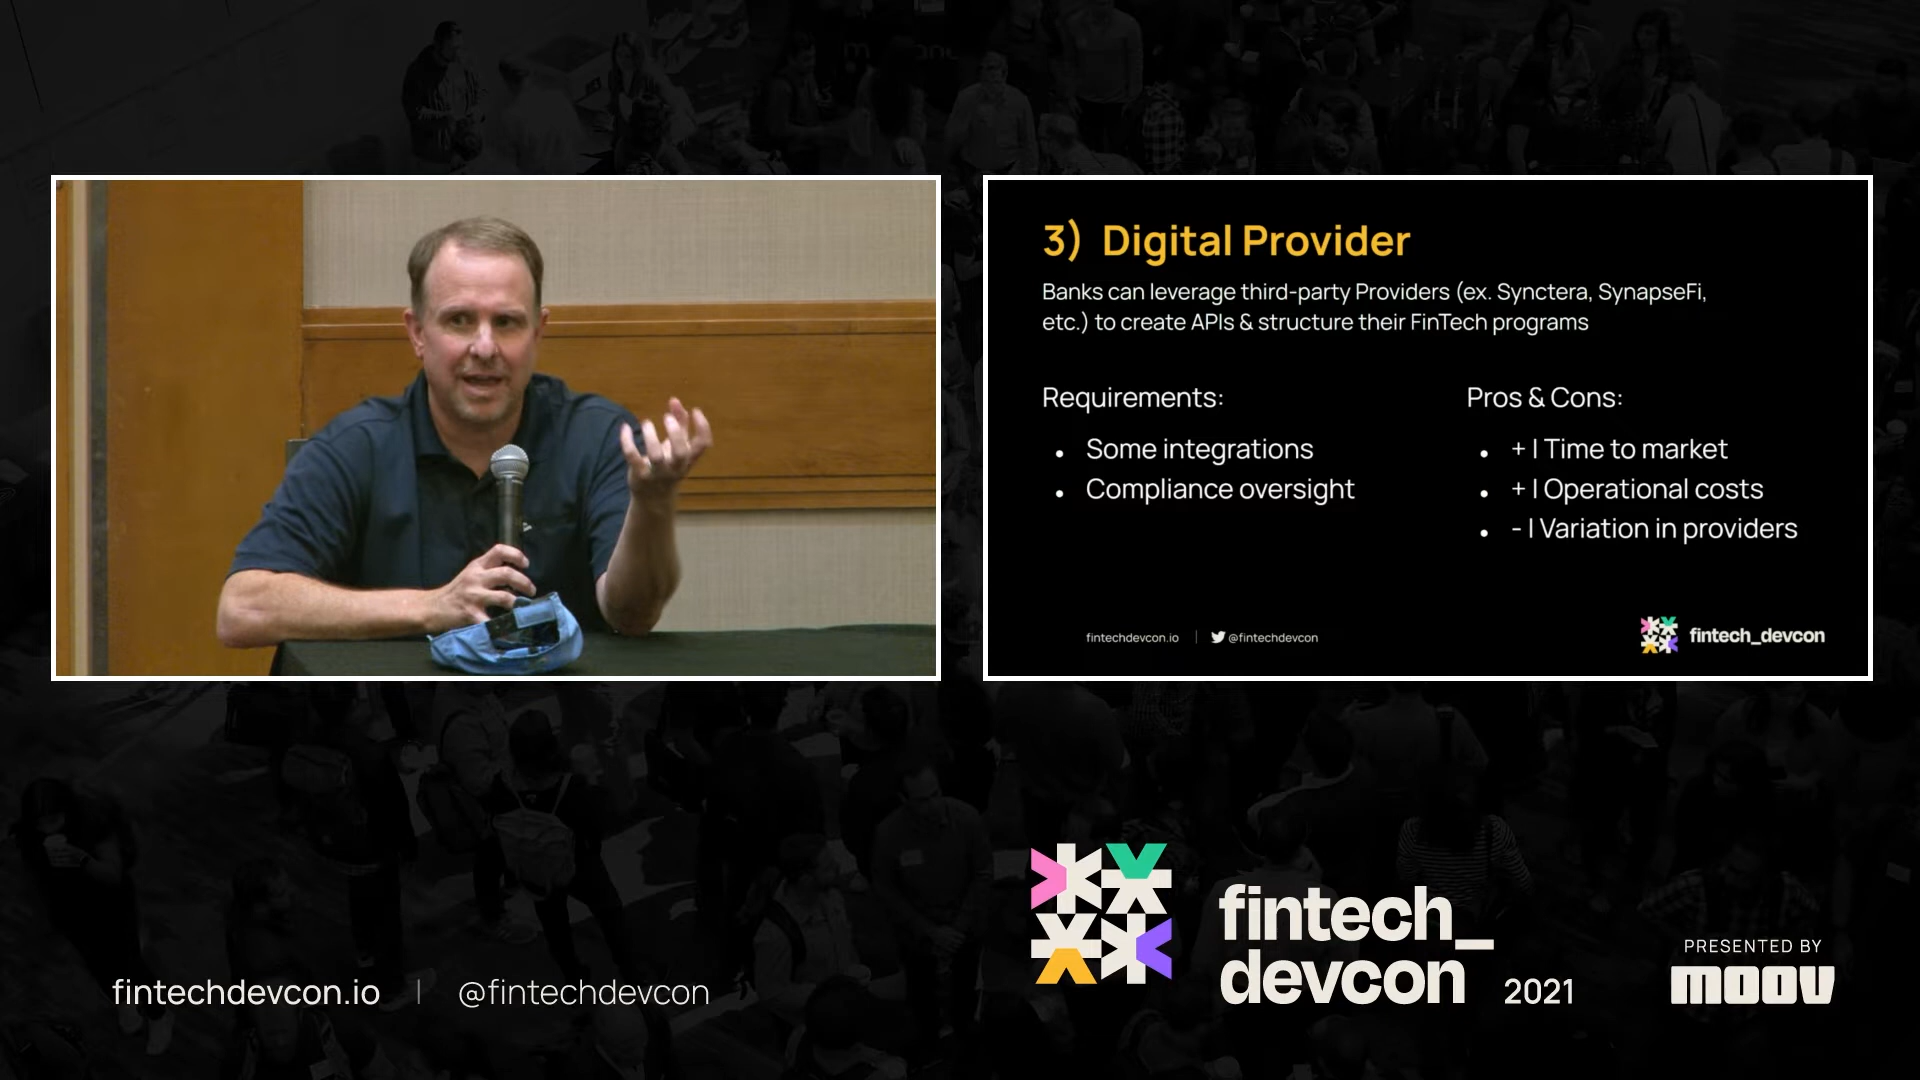 3) Digital Provider
Banks can leverage third-party Providers (ex. Synctera, SynapseFi,
etc.) to create APIs & structure their FinTech programs
Requirements:
• Some integrations
• Compliance oversight
Pros & Cons:
• + | Time to market
• + | Operational costs
• - | Variation in providers
fintechdevcon.io | @fintechdevcon
fintech_devcon
fintechdevcon.io | @fintechdevcon
fintech_
devcon 2021
PRESENTED BY
moov